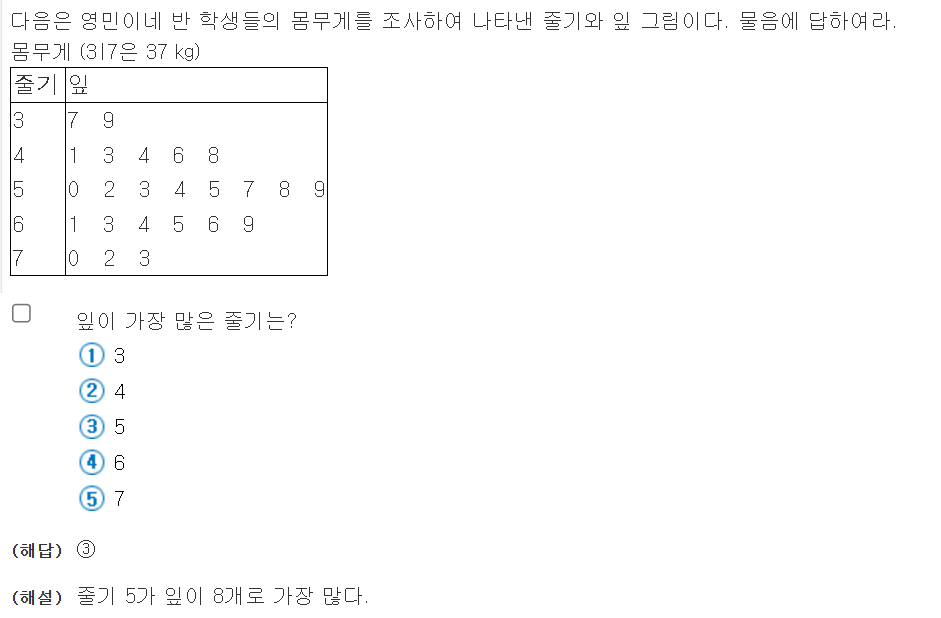 다음은 영민이네 반 학생들의 몸무게를 조사하여 나타낸 줄기와 잎 그림이다. 물음에 답하여라.
몸무게 (3|7은 37 kg)
줄기 잎
3 7 9
4 1 3 4 6 8
5 0 2 3 4 5 7 8 9
6 1 3 4 5 6 9
7 0 2 3
잎이 가장 많은 줄기는?
① 3
② 4
③ 5
④ 6
⑤ 7
(해답) ③
(해설) 줄기 5가 잎이 8개로 가장 많다.